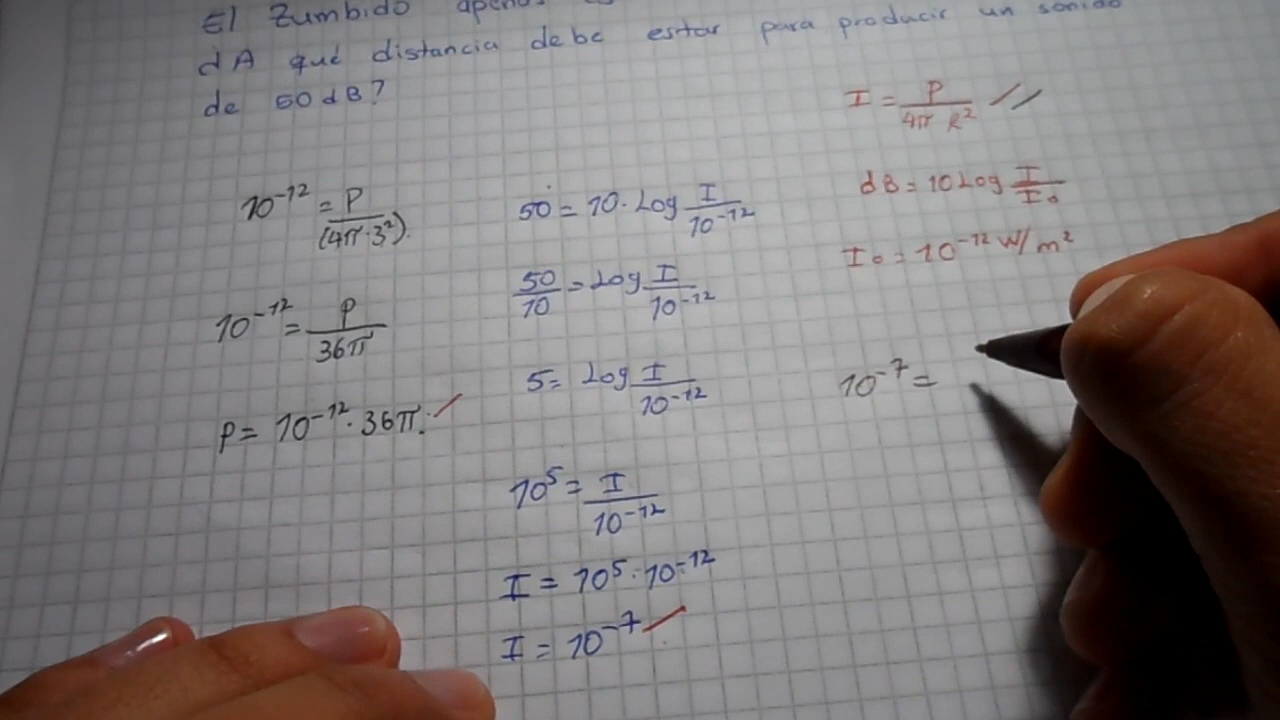 El Zumbido apenas
dA qué distancia debe estar para producir un sonido
de 50 dB?
10⁻¹² = P/(4π·3²)
10⁻¹² = P/36π
P = 10⁻¹² · 36π.
50 = 10 · Log I/10⁻¹²
50/10 = Log I/10⁻¹²
5 = Log I/10⁻¹²
10⁵ = I/10⁻¹²
I = 10⁵ · 10⁻¹²
I = 10⁻⁷
I = P/4π R²
dB = 10 Log I/I₀
I₀ = 10⁻¹² W/m²
10⁻⁷ =